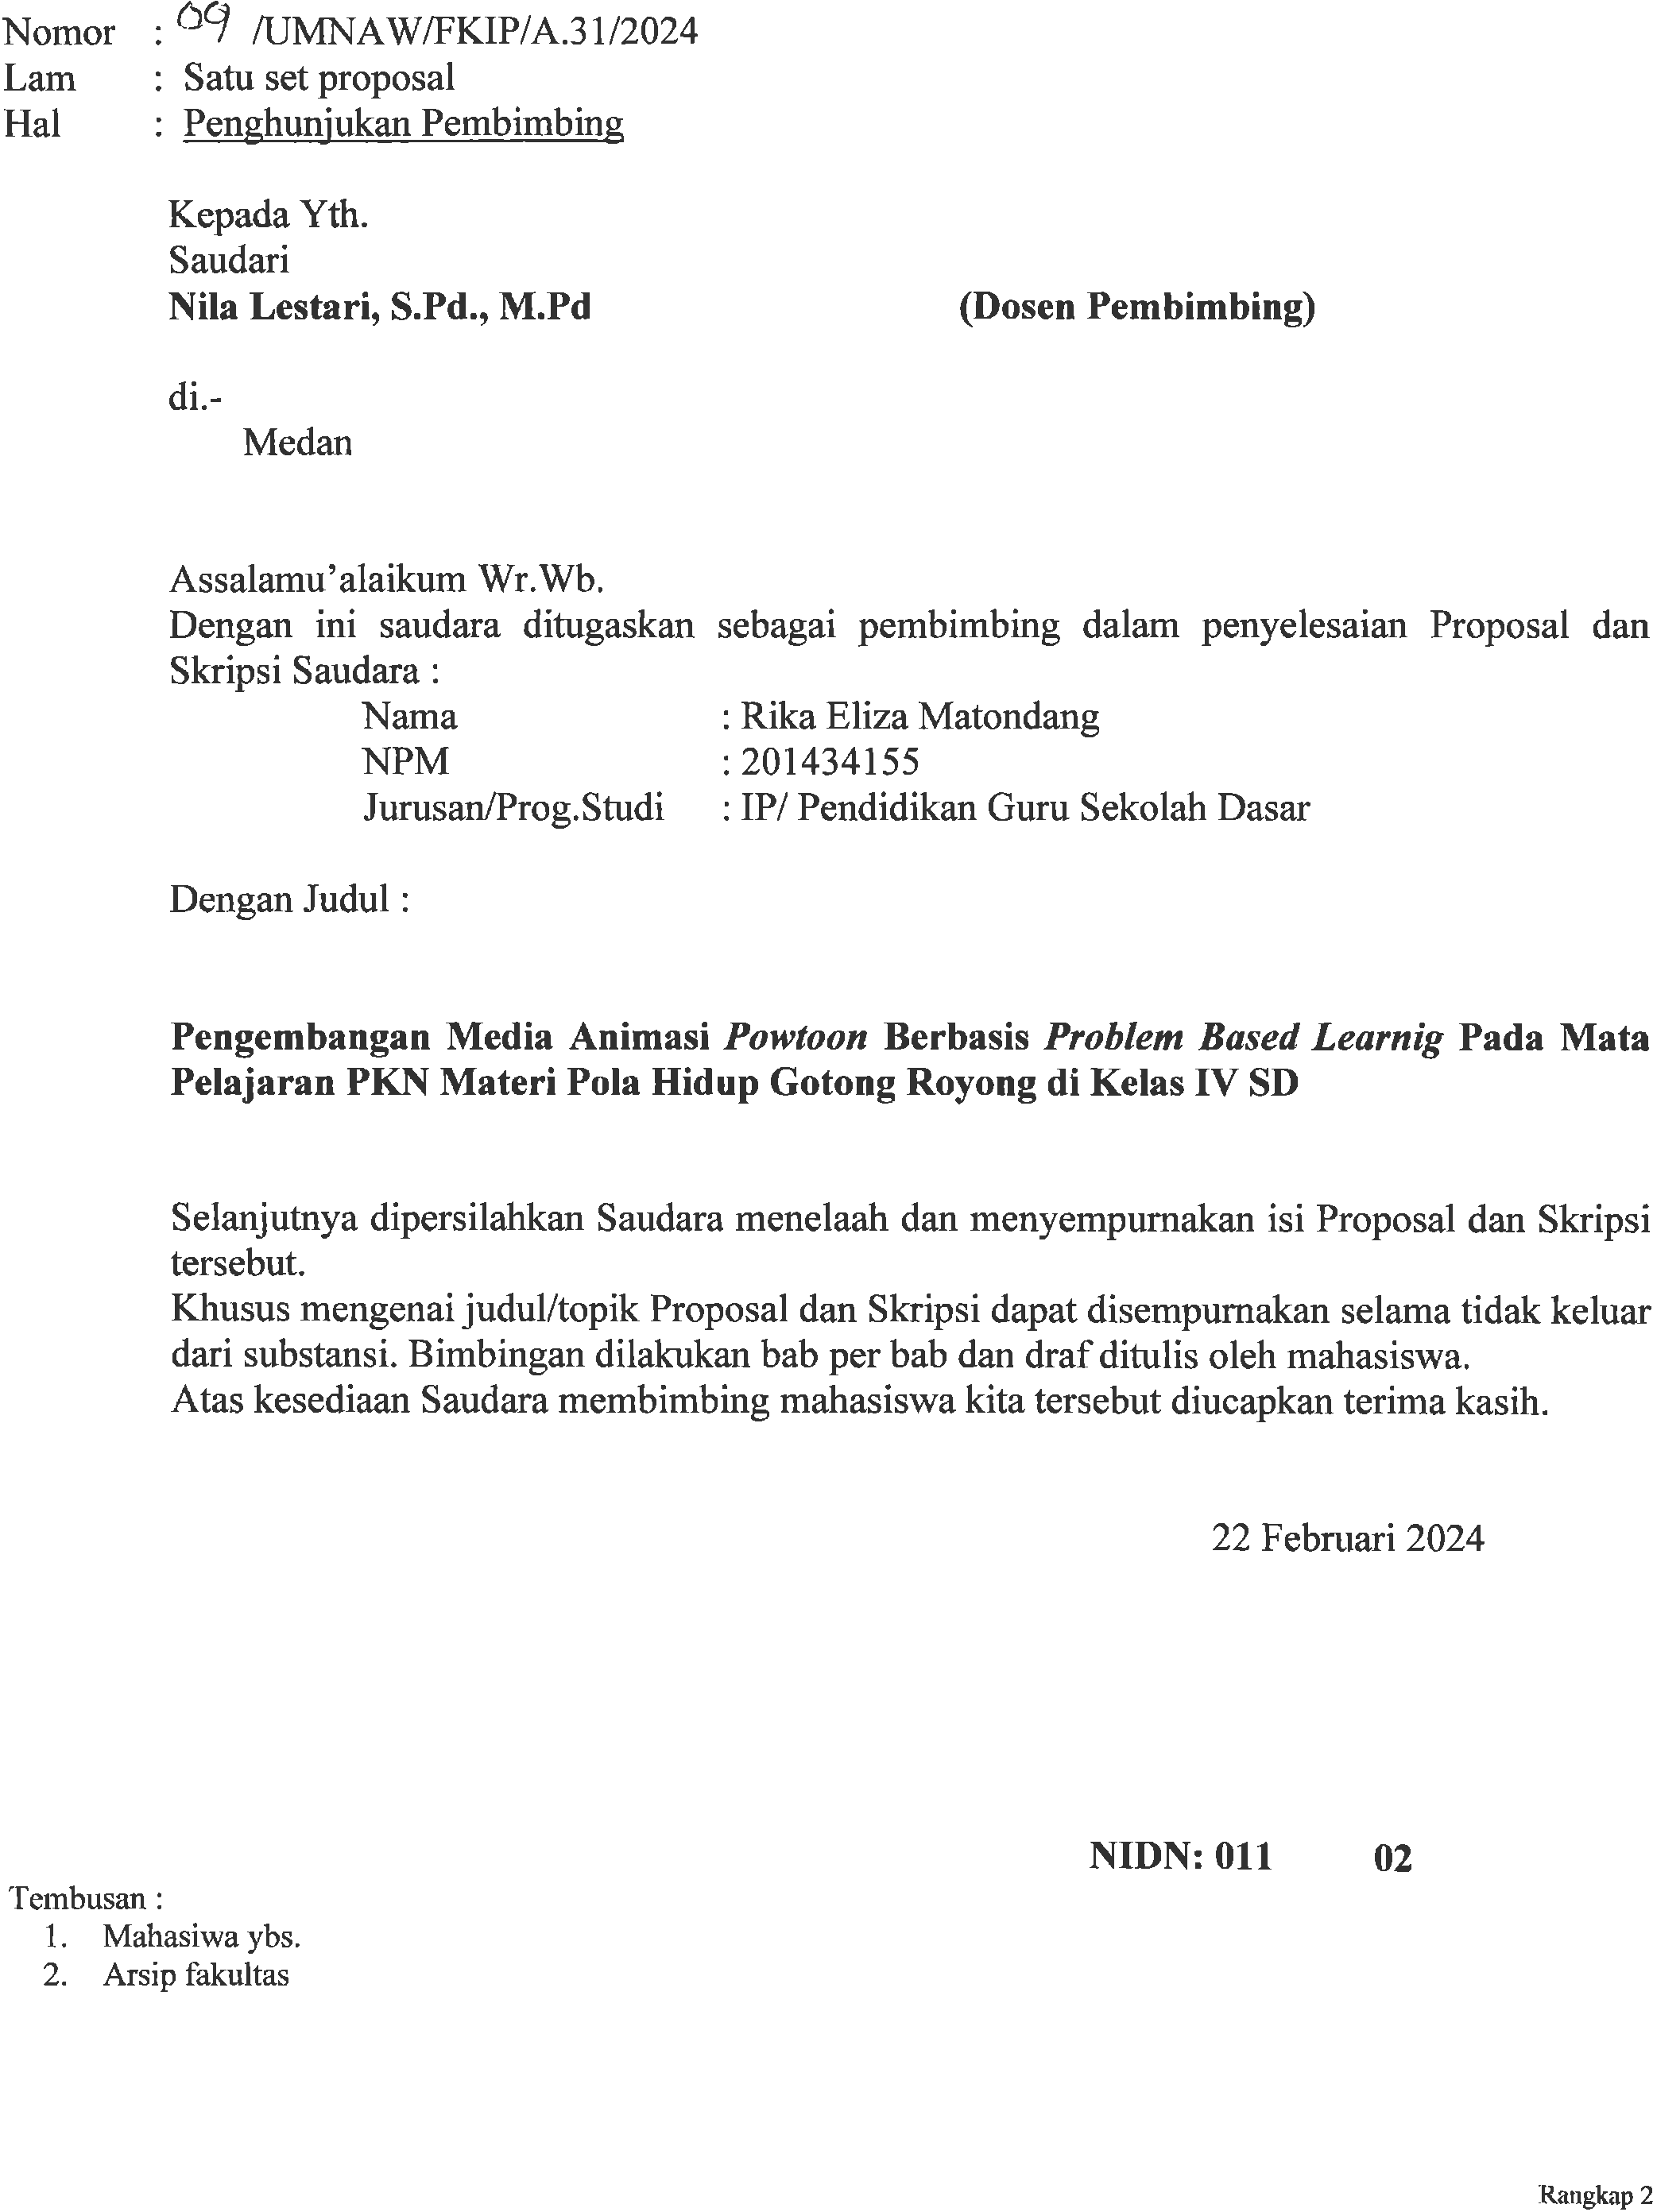 Nomor : 09 /UMNAW/FKIP/A.31/2024
Lam : Satu set proposal
Hal : Penghunjukan Pembimbing
Kepada Yth.
Saudari
Nila Lestari, S.Pd., M.Pd (Dosen Pembimbing)
di.-
Medan
Assalamu’alaikum Wr.Wb.
Dengan ini saudara ditugaskan sebagai pembimbing dalam penyelesaian Proposal dan
Skripsi Saudara :
Nama : Rika Eliza Matondang
NPM : 201434155
Jurusan/Prog.Studi : IP/ Pendidikan Guru Sekolah Dasar
Dengan Judul :
Pengembangan Media Animasi Powtoon Berbasis Problem Based Learnig Pada Mata
Pelajaran PKN Materi Pola Hidup Gotong Royong di Kelas IV SD
Selanjutnya dipersilahkan Saudara menelaah dan menyempurnakan isi Proposal dan Skripsi
tersebut.
Khusus mengenai judul/topik Proposal dan Skripsi dapat disempurnakan selama tidak keluar
dari substansi. Bimbingan dilakukan bab per bab dan draf ditulis oleh mahasiswa.
Atas kesediaan Saudara membimbing mahasiswa kita tersebut diucapkan terima kasih.
22 Februari 2024
NIDN: 011 02
Tembusan :
1. Mahasiwa ybs.
2. Arsip fakultas
Rangkap 2